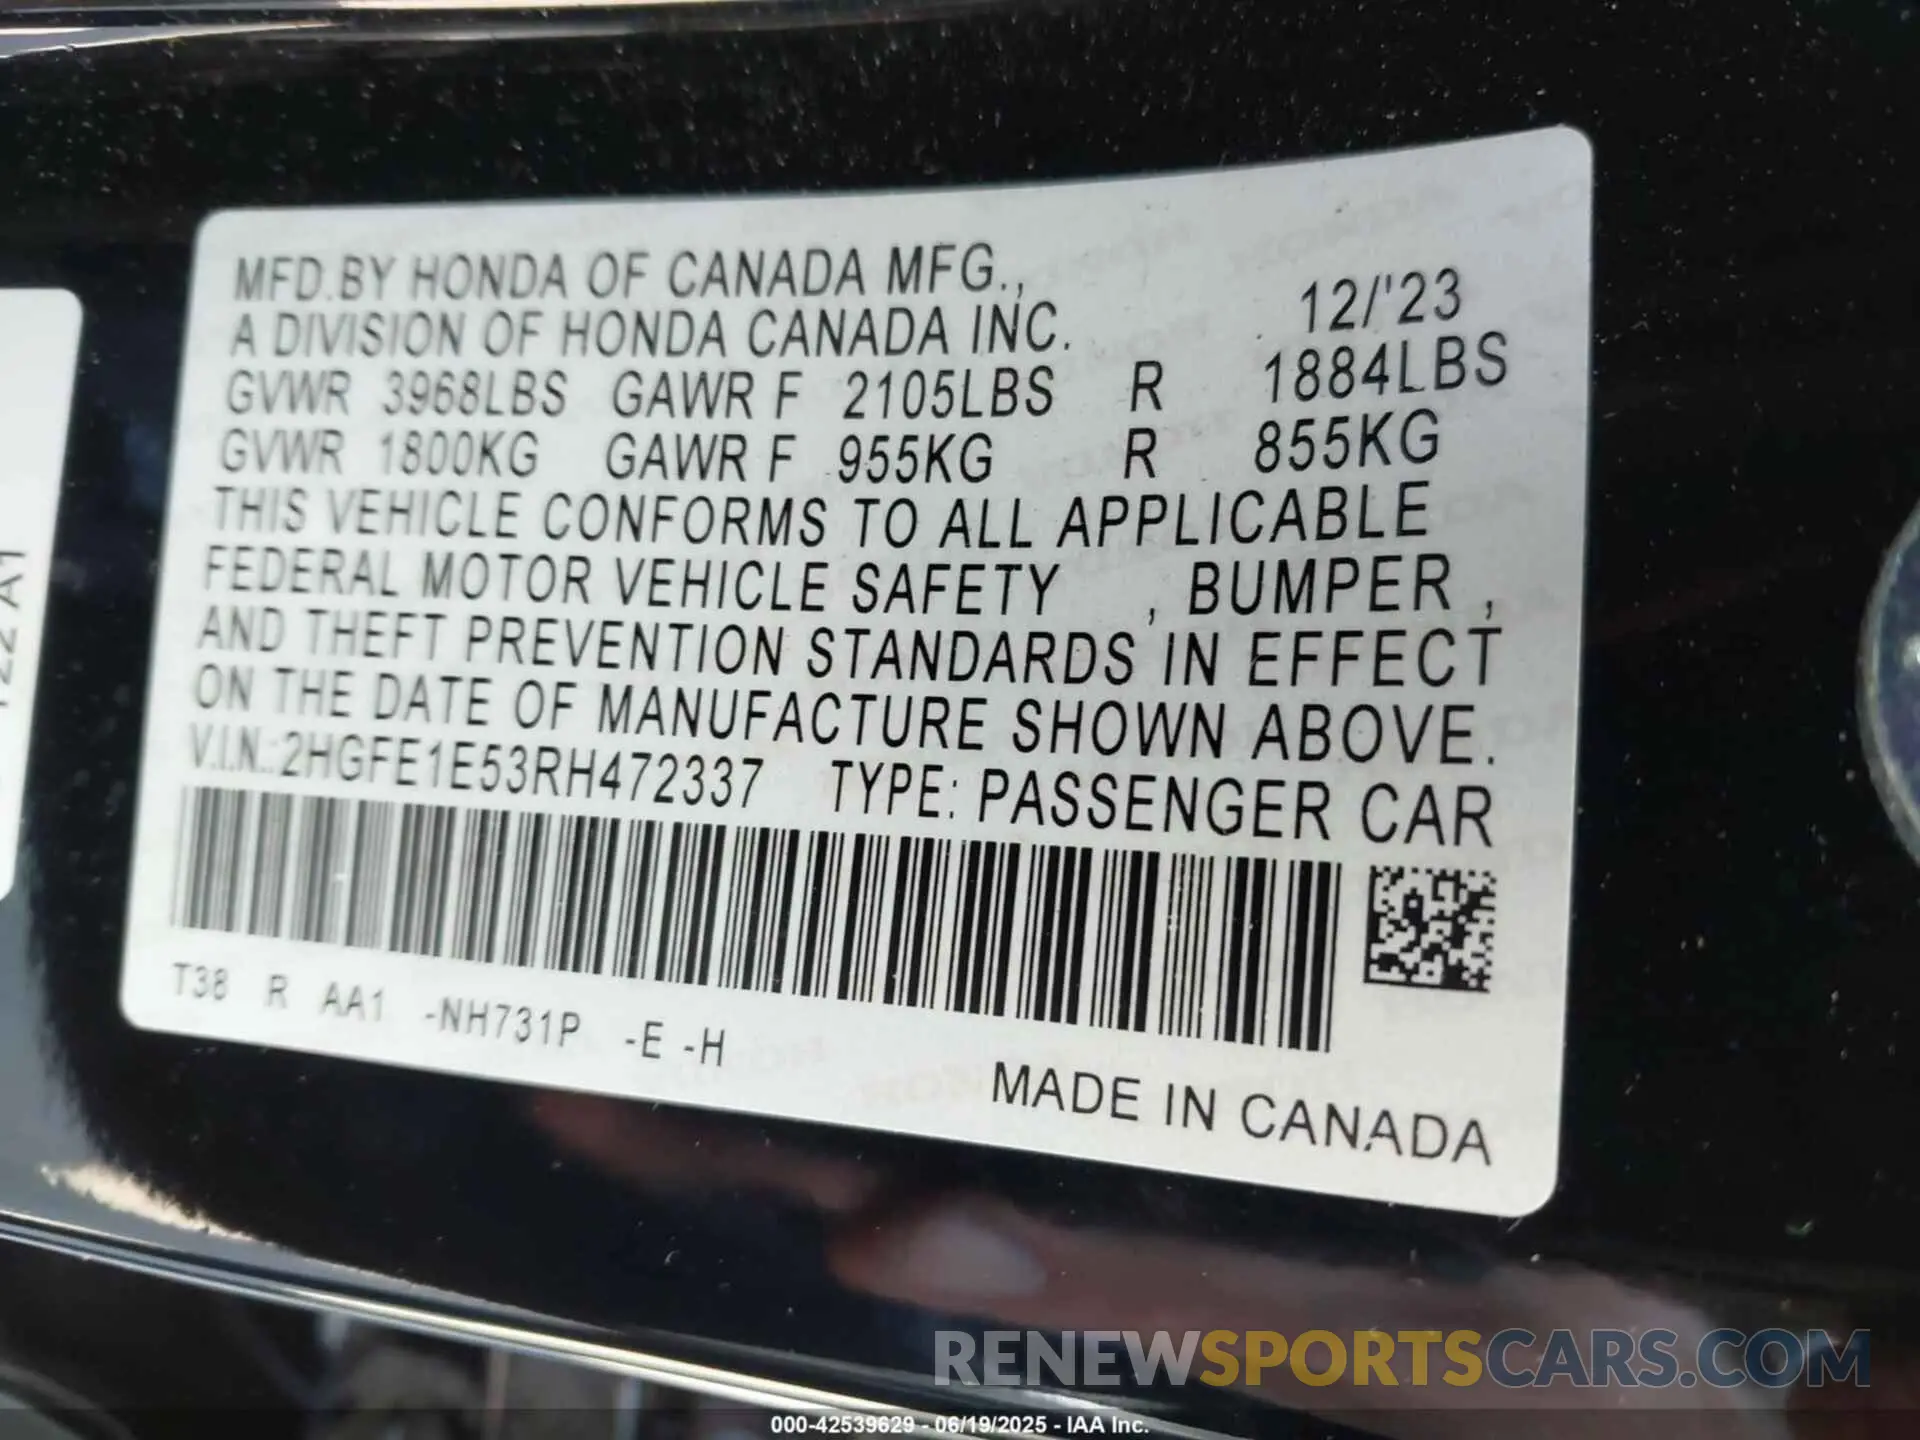 MFD.BY HONDA OF CANADA MFG.,
A DIVISION OF HONDA CANADA INC. 12/'23
GVWR 3968LBS GAWR F 2105LBS R 1884LBS
GVWR 1800KG GAWR F 955KG R 855KG
THIS VEHICLE CONFORMS TO ALL APPLICABLE
FEDERAL MOTOR VEHICLE SAFETY , BUMPER ,
AND THEFT PREVENTION STANDARDS IN EFFECT
ON THE DATE OF MANUFACTURE SHOWN ABOVE.
V.I.N.:2HGFE1E53RH472337 TYPE: PASSENGER CAR
T38 R AA1 -NH731P -E -H
MADE IN CANADA
A1
RENEWSPORTSCARS.COM
000-42539629 - 06/19/2025 - IAA Inc.